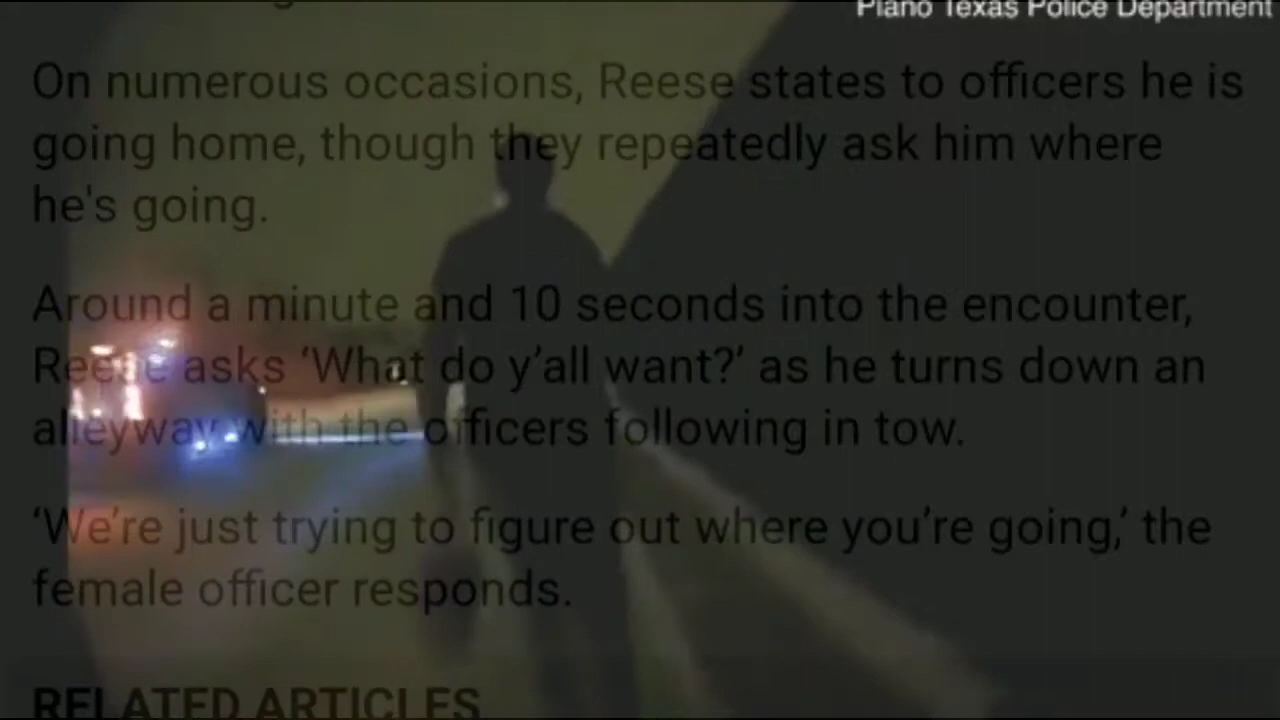 Plano Texas Police Department
On numerous occasions, Reese states to officers he is
going home, though they repeatedly ask him where
he's going.
Around a minute and 10 seconds into the encounter,
Reese asks ‘What do y’all want?’ as he turns down an
alleyway with the officers following in tow.
‘We’re just trying to figure out where you’re going,’ the
female officer responds.
RELATED ARTICLES